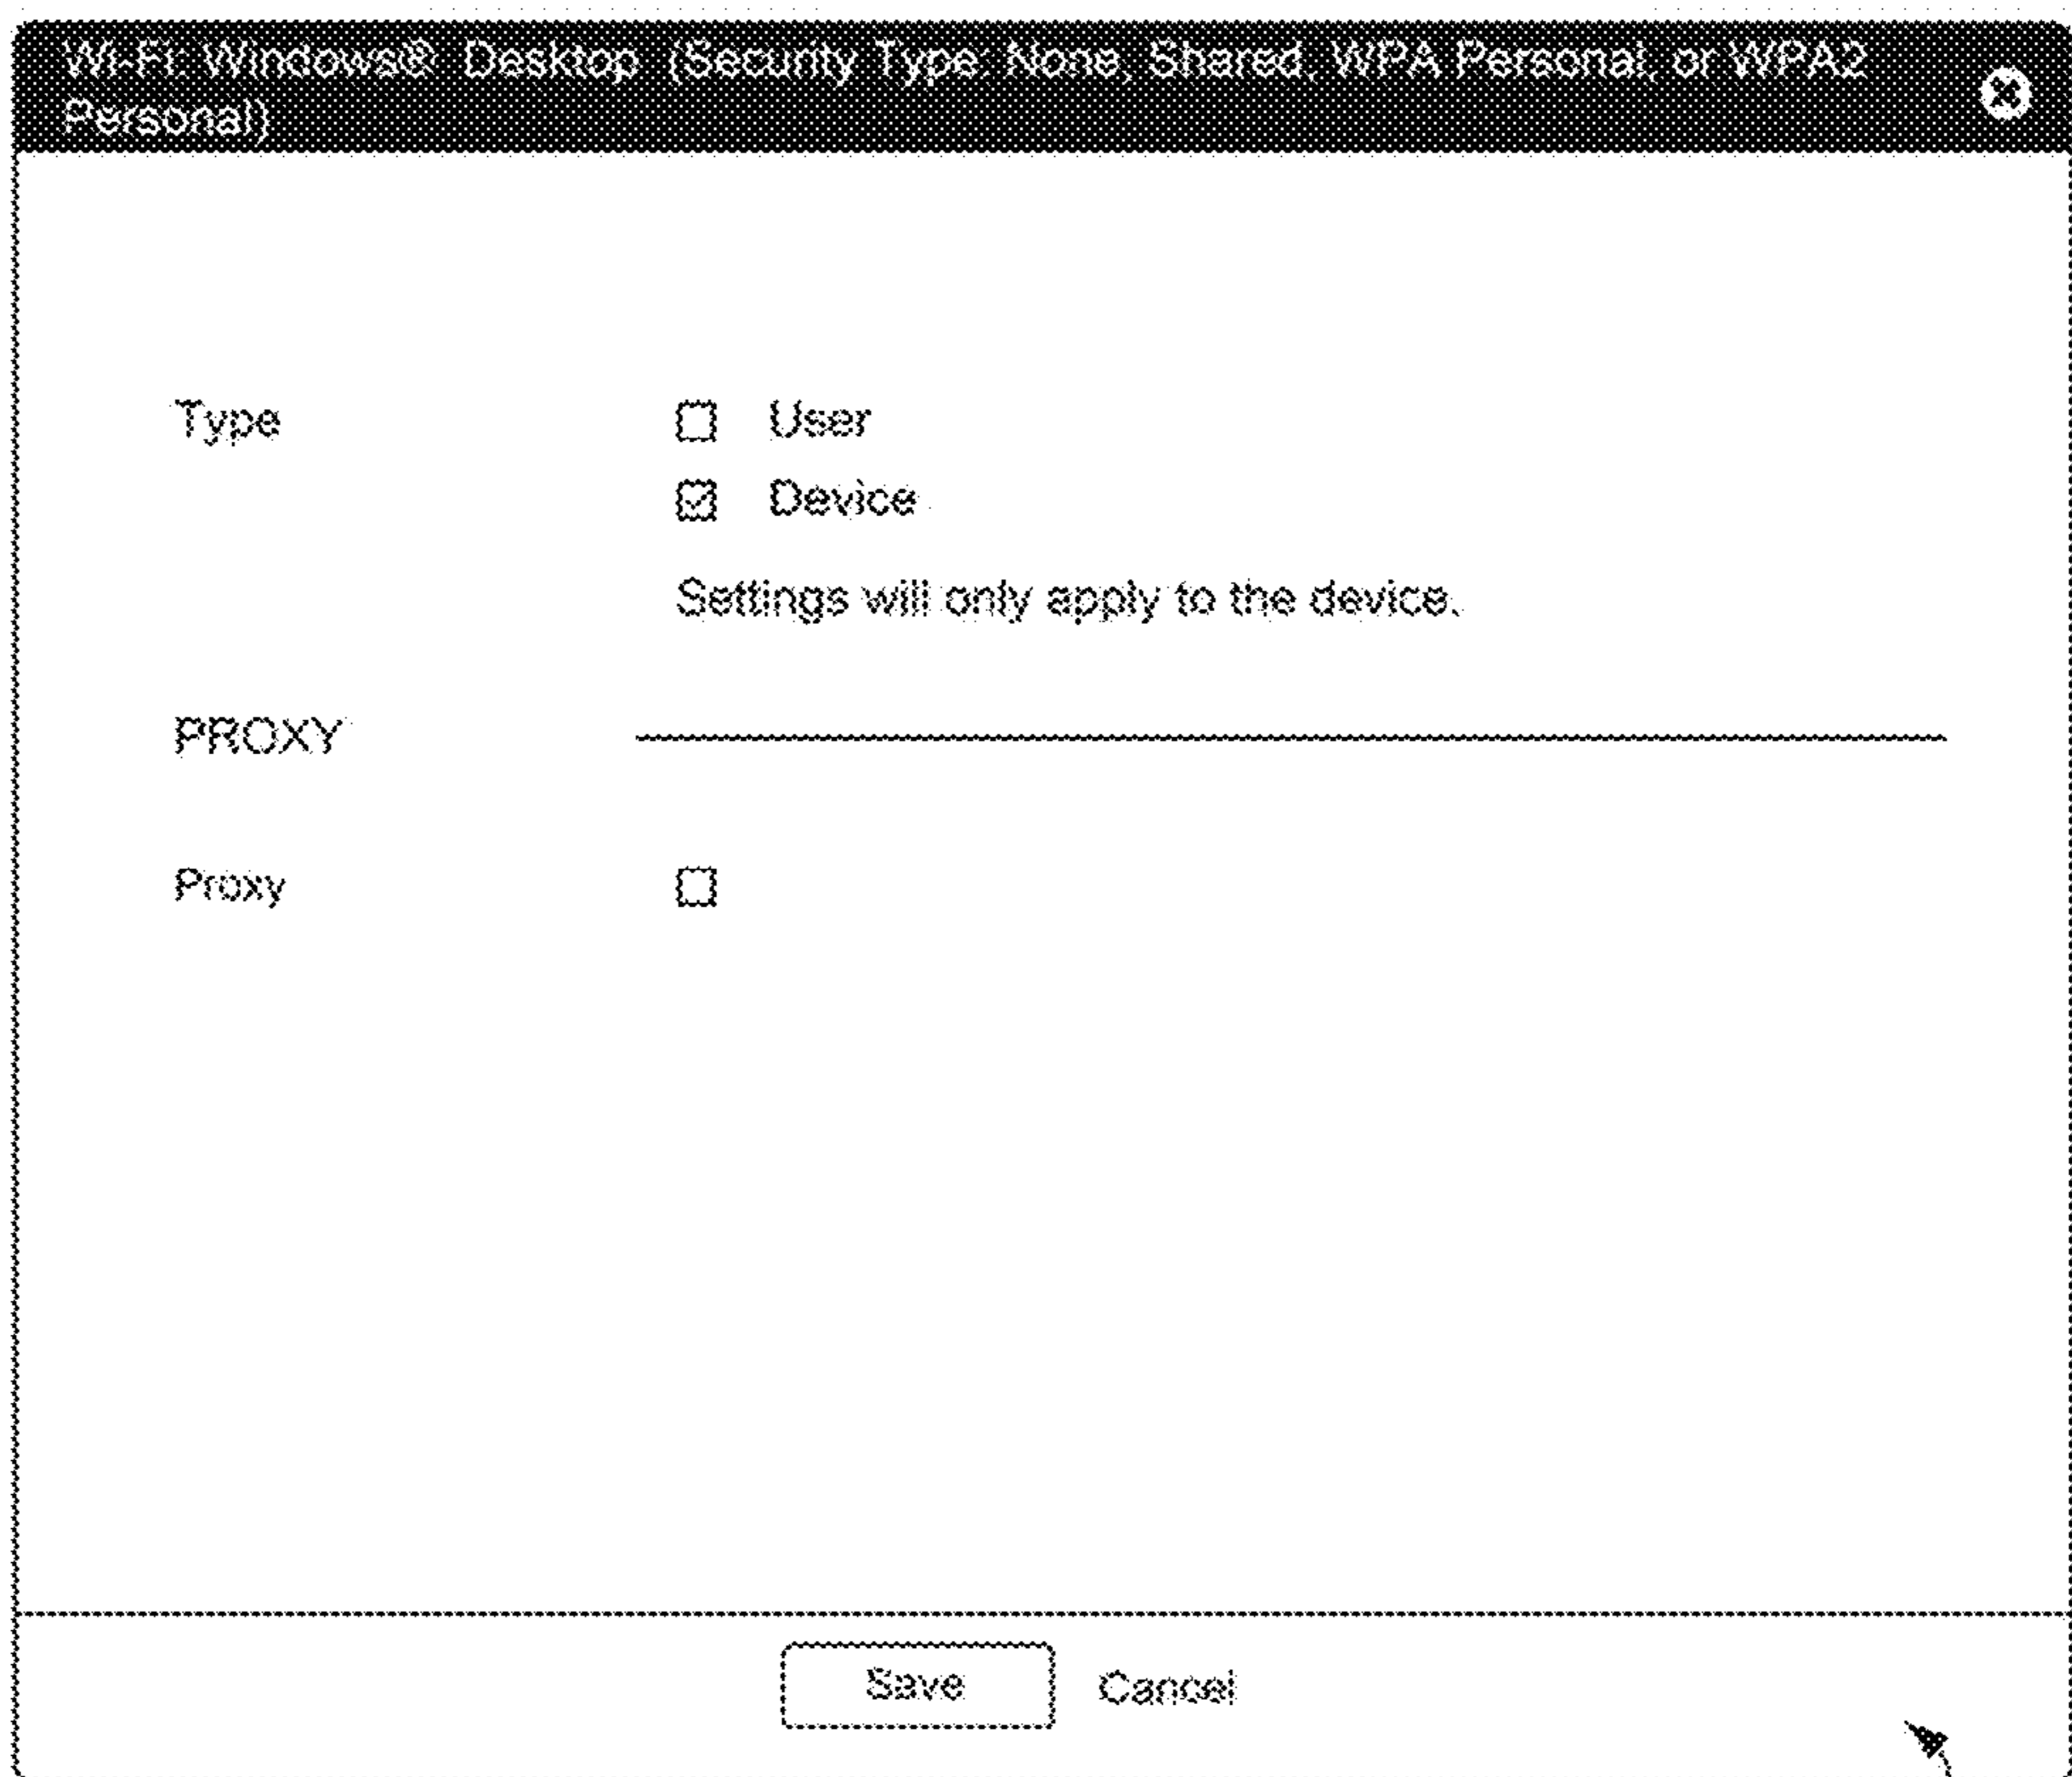 Wi-Fi: Windows® Desktop (Security Type: None, Shared, WPA Personal, or WPA2
Personal)
Type
User
Device
Settings will only apply to the device.
PROXY
Proxy
Save Cancel